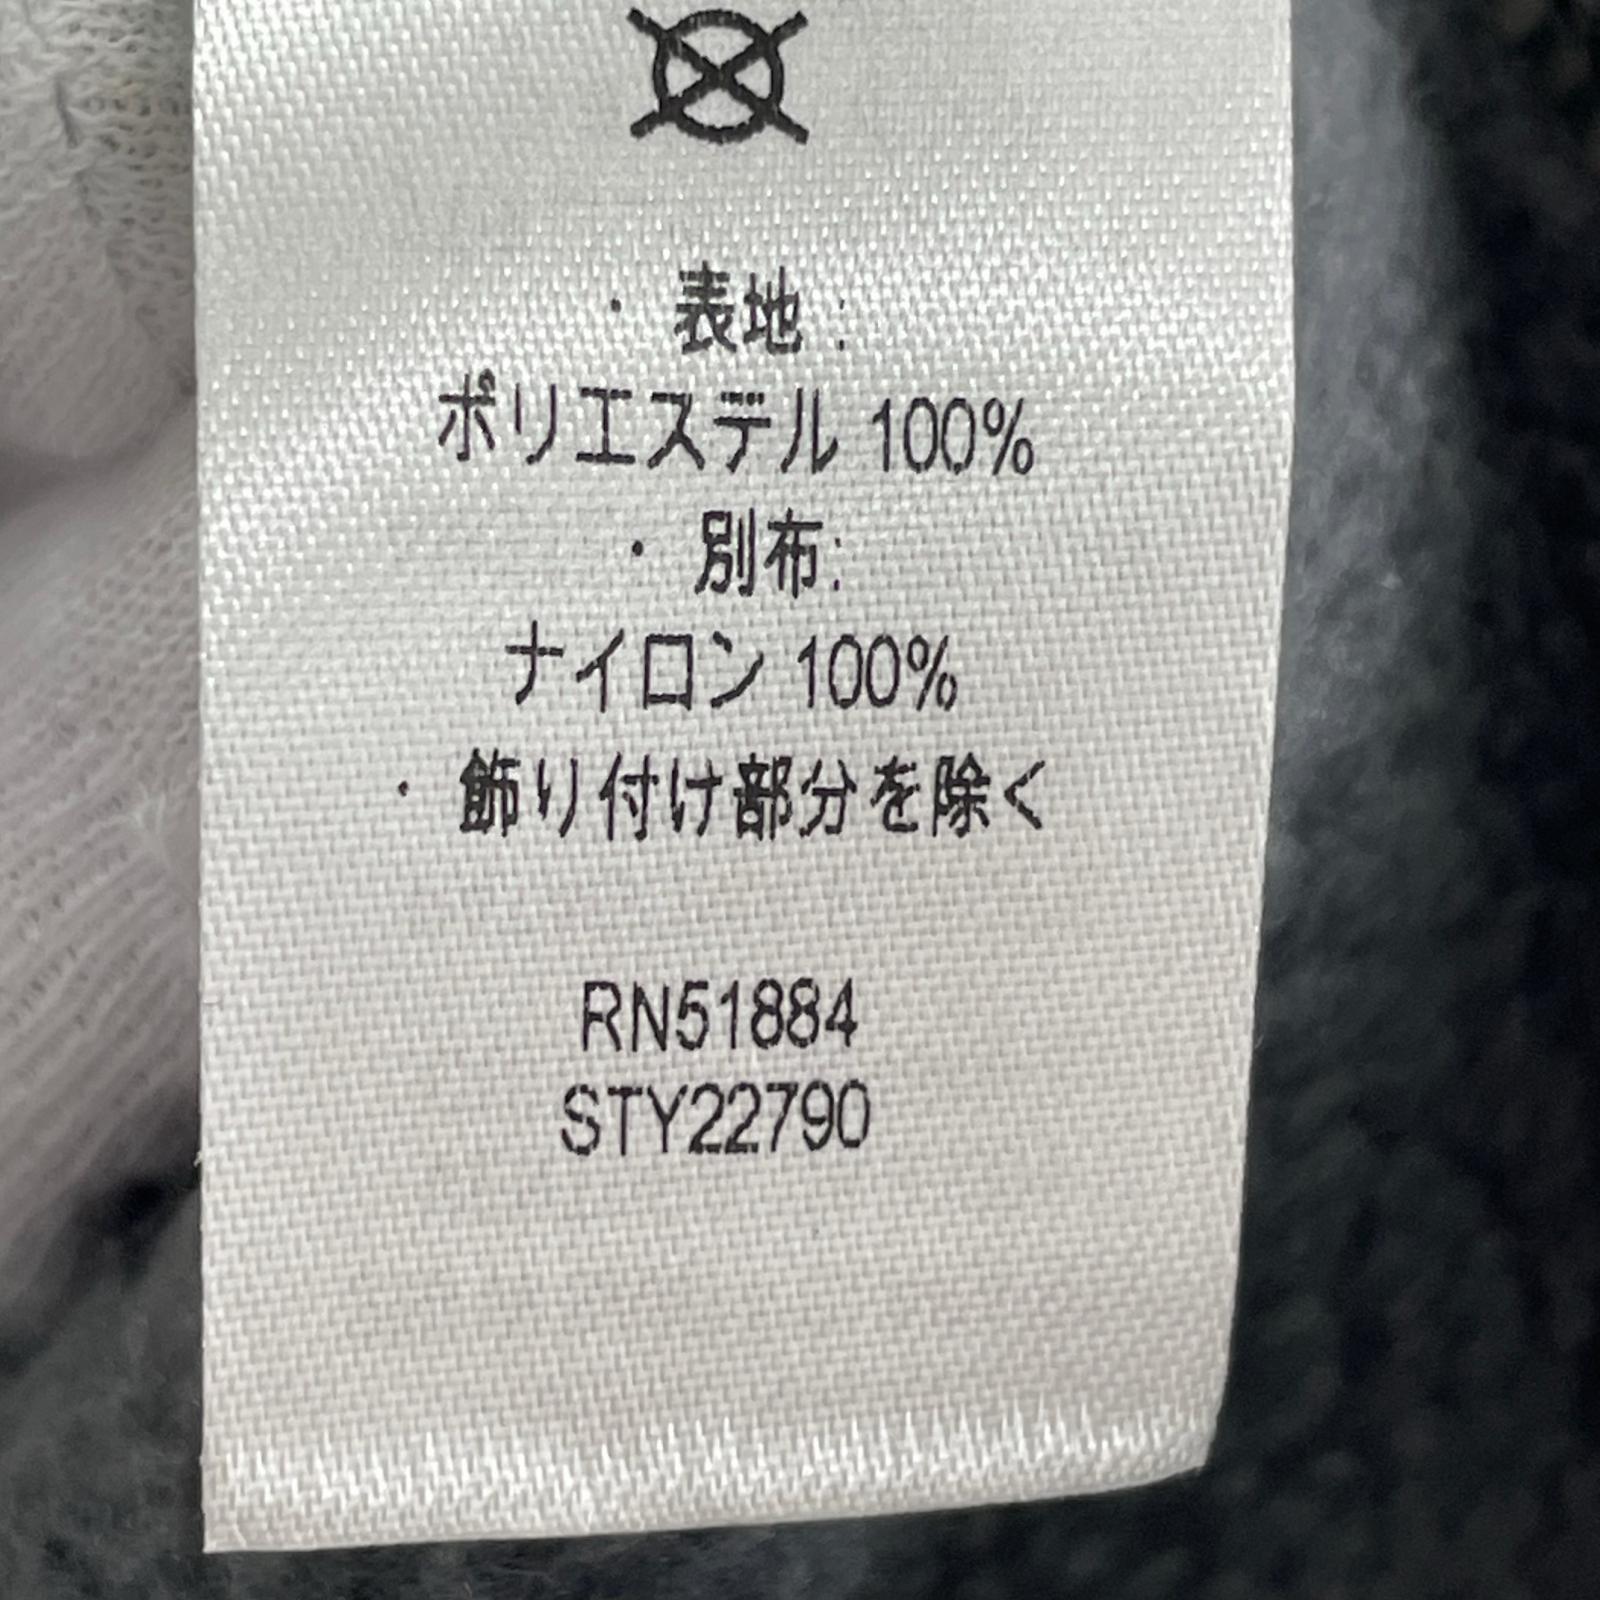 ・ 表地 :
ポリエステル 100%
・ 別布:
ナイロン 100%
・ 飾り付け部分を除く
RN51884
STY22790